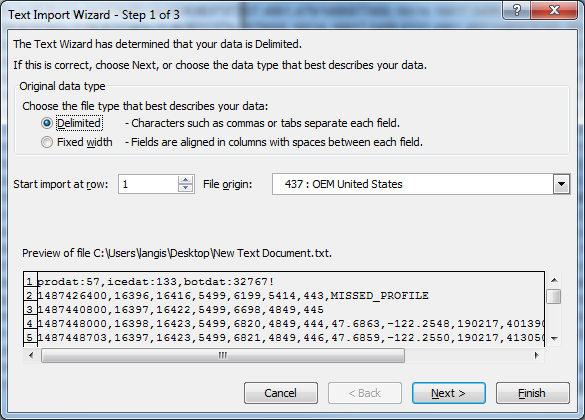 Text Import Wizard - Step 1 of 3
The Text Wizard has determined that your data is Delimited.
If this is correct, choose Next, or choose the data type that best describes your data.
Original data type
Choose the file type that best describes your data:
Delimited - Characters such as commas or tabs separate each field.
Fixed width - Fields are aligned in columns with spaces between each field.
Start import at row: 1 File origin: 437 : OEM United States
Preview of file C:\Users\langis\Desktop\New Text Document.txt.
1 prodat:57,icedat:133,botdat:32767!
2 1487426400,16396,16416,5499,6199,5414,443,MISSED_PROFILE
3 1487440800,16397,16422,5499,6698,4849,445
4 1487448000,16398,16423,5499,6820,4849,444,47.6863,-122.2548,190217,401390
5 1487448703,16397,16423,5499,6821,4849,446,47.6859,-122.2550,190217,413050
Cancel < Back Next > Finish